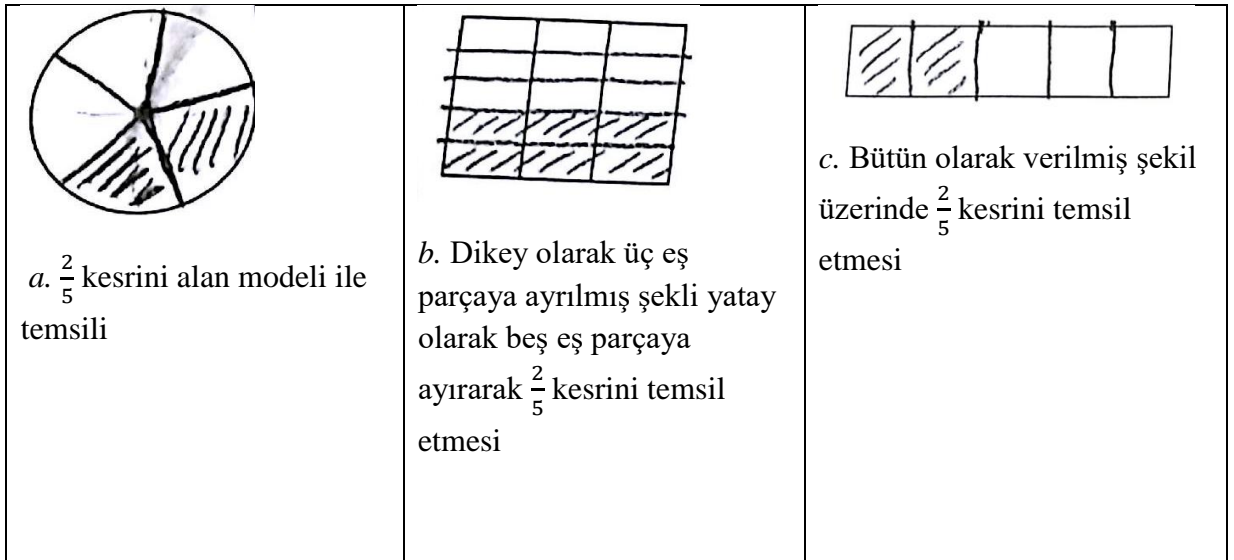 a. 2/5 kesrini alan modeli ile
temsili
b. Dikey olarak üç eş
parçaya ayrılmış şekli yatay
olarak beş eş parçaya
ayırarak 2/5 kesrini temsil
etmesi
c. Bütün olarak verilmiş şekil
üzerinde 2/5 kesrini temsil
etmesi